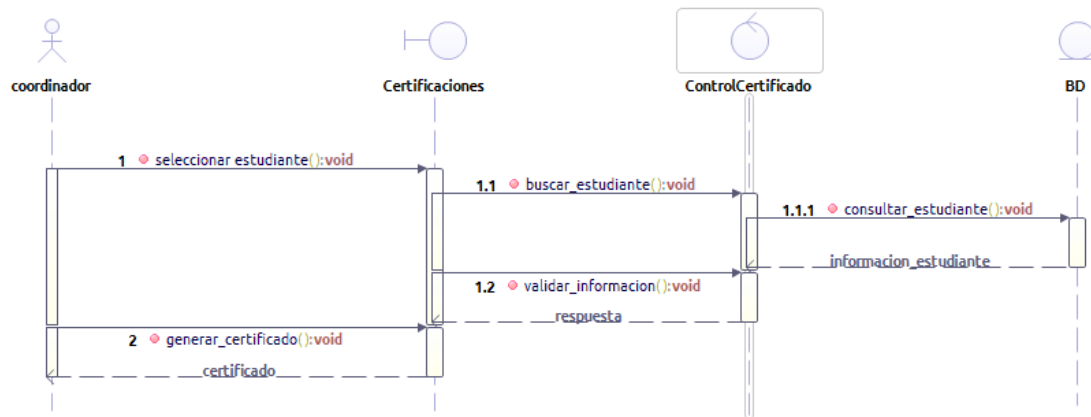 coordinador
Certificaciones
ControlCertificado
BD
1 seleccionar estudiante():void
1.1 buscar_estudiante():void
1.1.1 consultar_estudiante():void
informacion_estudiante
1.2 validar_informacion():void
respuesta
2 generar_certificado():void
certificado